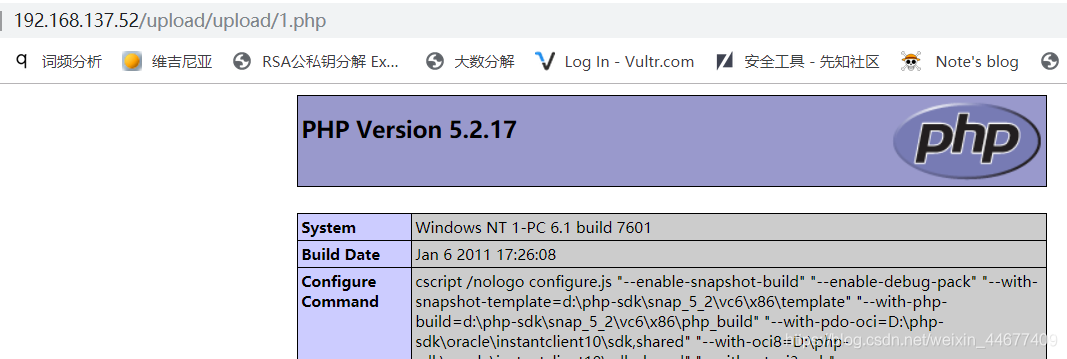 192.168.137.52/upload/upload/1.php
词频分析 维吉尼亚 RSA公私钥分解 Ex... 大数分解 Log In - Vultr.com 安全工具 - 先知社区 Note's blog
PHP Version 5.2.17
php
System Windows NT 1-PC 6.1 build 7601
Build Date Jan 6 2011 17:26:08
Configure cscript /nologo configure.js "--enable-snapshot-build" "--enable-debug-pack" "--with-
Command snapshot-template=d:\php-sdk\snap_5_2\vc6\x86\template" "--with-php-
build=d:\php-sdk\snap_5_2\vc6\x86\php_build" "--with-pdo-oci=D:\php-
sdk\oracle\instantclient10\sdk,shared" "--with-oci8=D:\php-
https://blog.csdn.net/weixin_44677409